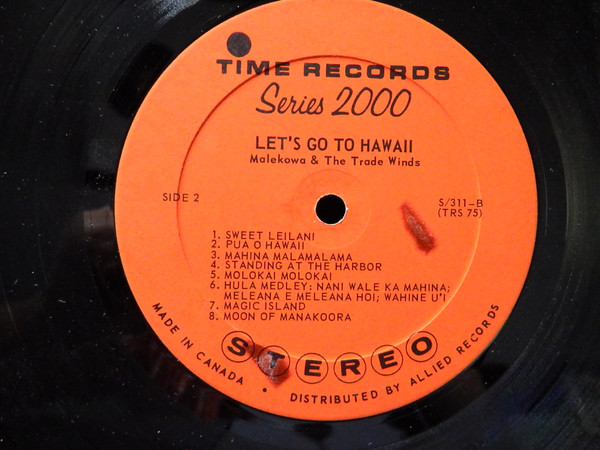 TIME RECORDS
Series 2000
LET'S GO TO HAWAII
Malekowa & The Trade Winds
SIDE 2
S/311-B
(TRS 75)
1. SWEET LEILANI
2. PUA O HAWAII
3. MAHINA MALAMALAMA
4. STANDING AT THE HARBOR
5. MOLOKAI MOLOKAI
6. HULA MEDLEY: NANI WALE KA MAHINA;
MELEANA E MELEANA HOI; WAHINE U'I
7. MAGIC ISLAND
8. MOON OF MANAKOORA
STEREO
MADE IN CANADA • DISTRIBUTED BY ALLIED RECORDS